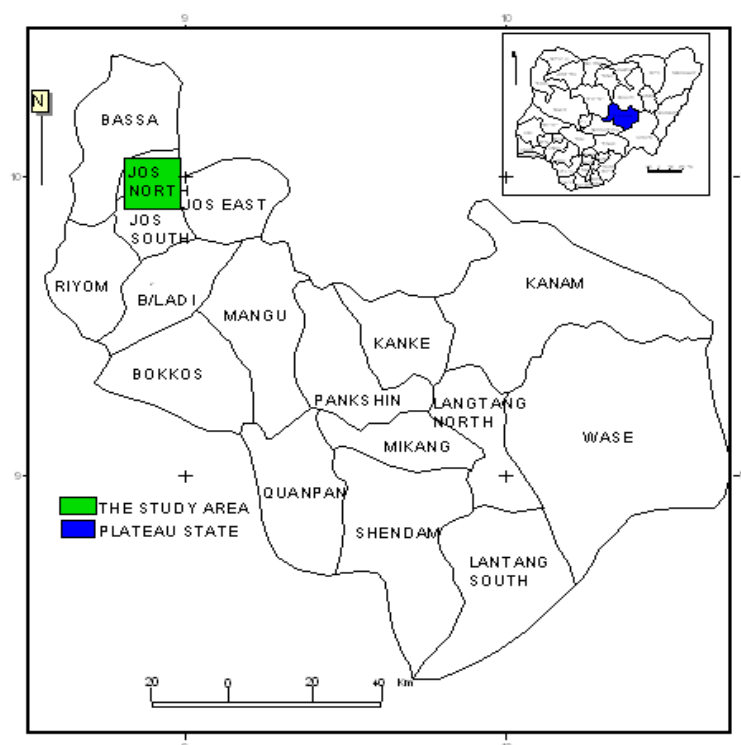 9
10
N
BASSA
10
JOS
NORTH
JOS EAST
JOS
SOUTH
RIYOM
B/LADI
MANGU
KANAM
KANKE
BOKKOS
PANKSHIN
LANGTANG
NORTH
MIKANG
WASE
9
QUANPAN
THE STUDY AREA
PLATEAU STATE
SHENDAM
LANTANG
SOUTH
20
0
20
40
Km